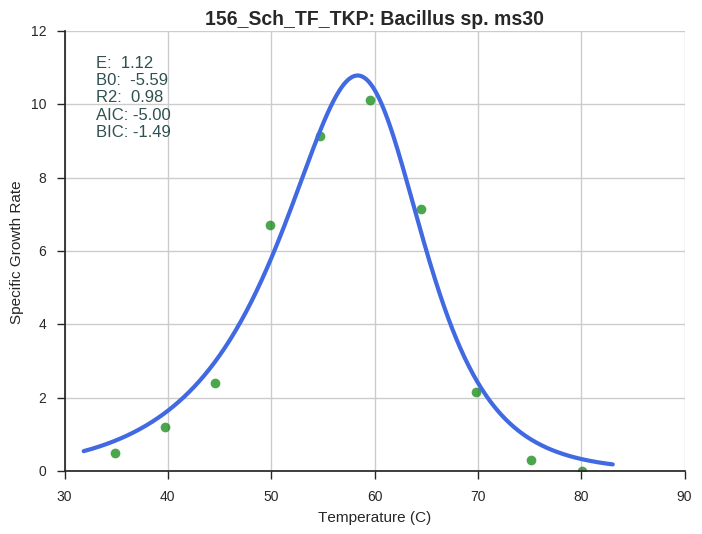 156_Sch_TF_TKP: Bacillus sp. ms30
E:  1.12
B0:  -5.59
R2:  0.98
AIC: -5.00
BIC: -1.49
Specific Growth Rate
12
10
8
6
4
2
0
30 40 50 60 70 80 90
Temperature (C)